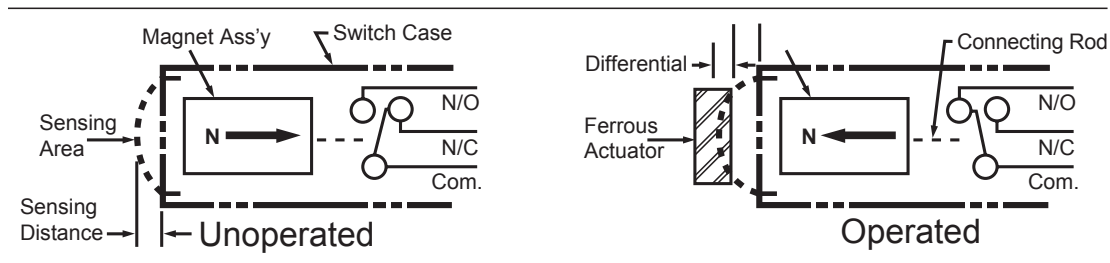 Magnet Ass'y
Switch Case
N/O
N
Sensing
Area
N/C
Com.
Sensing
Distance
Unoperated
Connecting Rod
Differential
N/O
Ferrous
Actuator
N
N/C
Com.
Operated